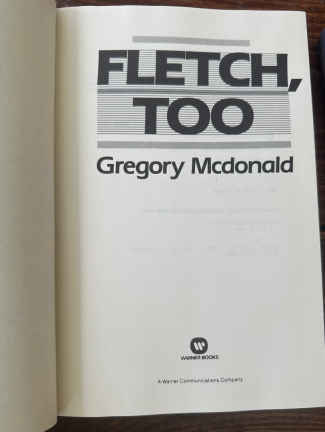 FLETCH,
TOO
Gregory Mcdonald
WARNER BOOKS
A Warner Communications Company